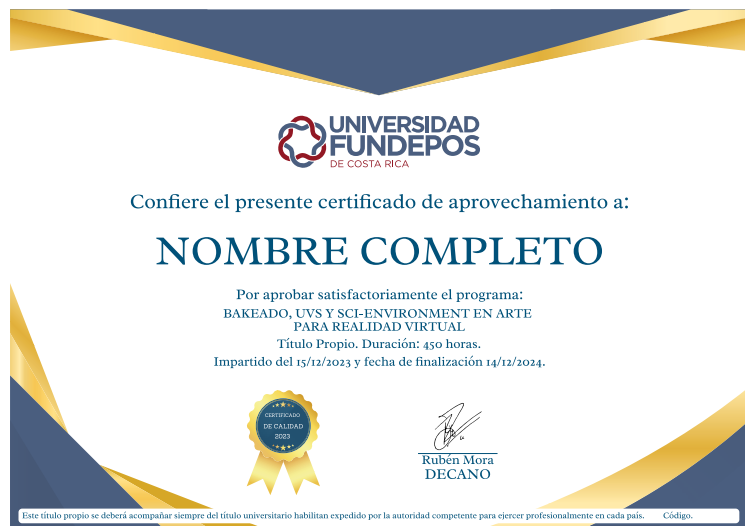 UNIVERSIDAD
FUNDEPOS
DE COSTA RICA
Confiere el presente certificado de aprovechamiento a:
NOMBRE COMPLETO
Por aprobar satisfactoriamente el programa:
BAKEADO, UVS Y SCI-ENVIRONMENT EN ARTE
PARA REALIDAD VIRTUAL
Título Propio. Duración: 450 horas.
Impartido del 15/12/2023 y fecha de finalización 14/12/2024.
CERTIFICADO
DE CALIDAD
2023
Rubén Mora
DECANO
Este título propio se deberá acompañar siempre del título universitario habilitan expedido por la autoridad competente para ejercer profesionalmente en cada país. Código.